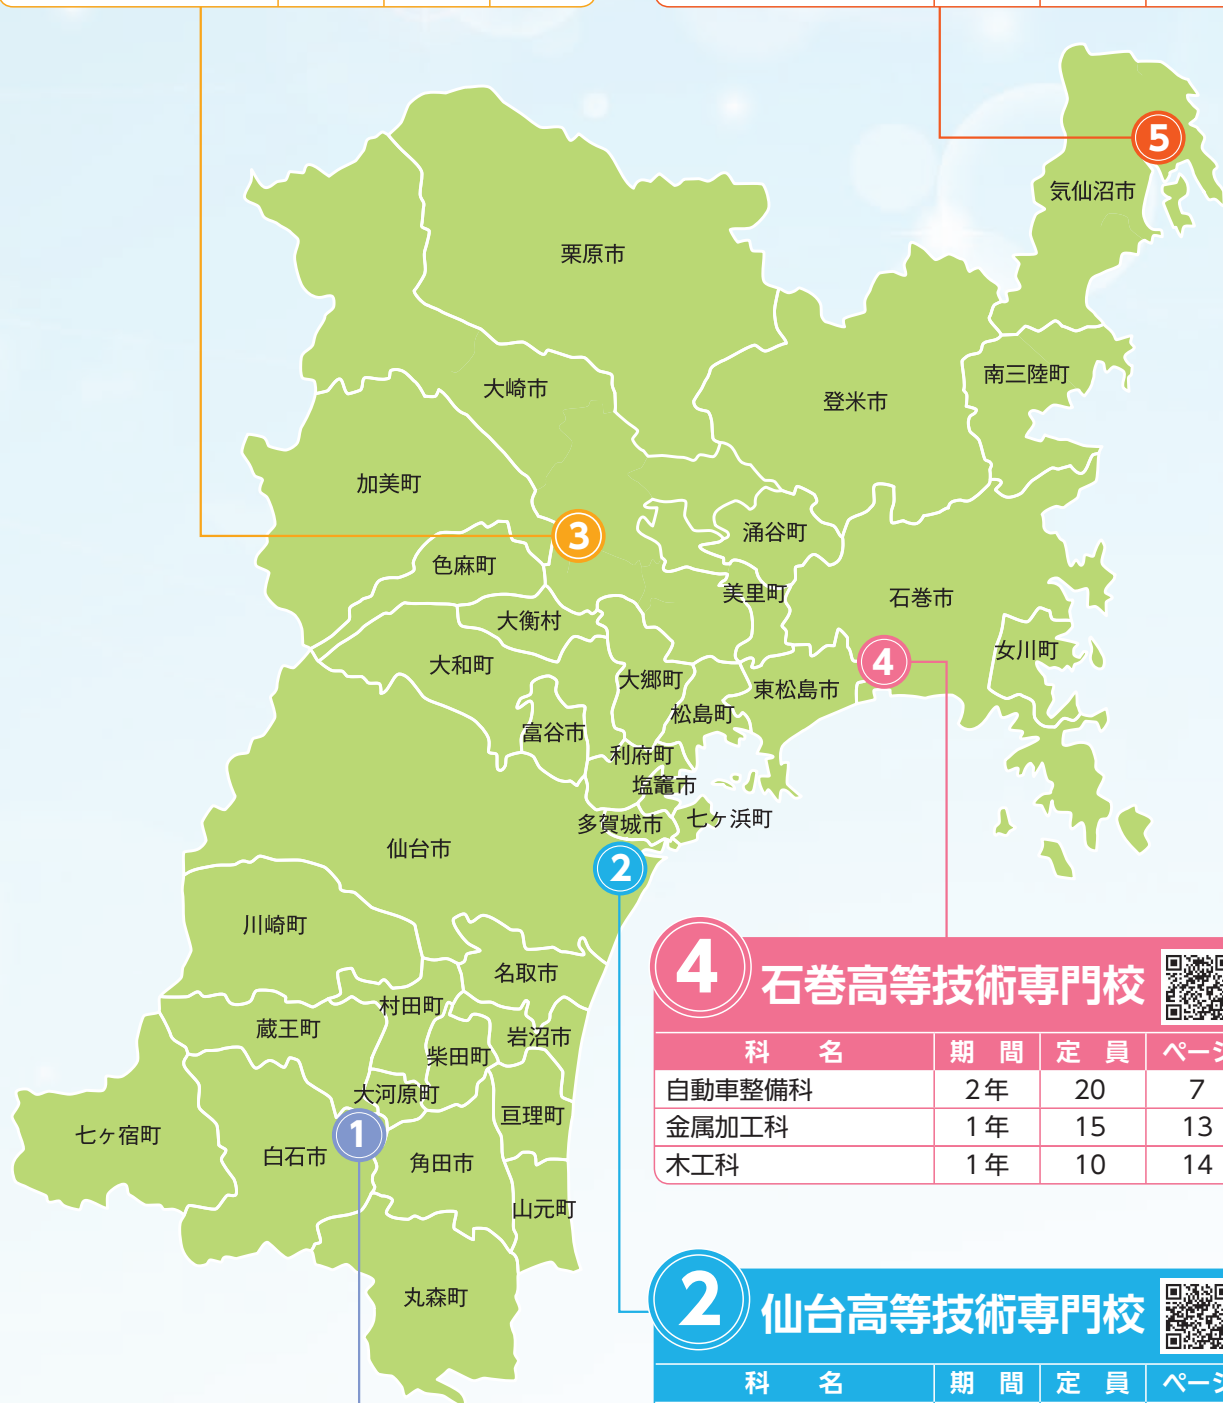 5
気仙沼市
栗原市
南三陸町
大崎市
登米市
加美町
涌谷町
3
色麻町
美里町
石巻市
大衡村
女川町
大和町
4
大郷町
東松島市
松島町
富谷市
利府町
塩竈市
七ヶ浜町
多賀城市
仙台市
2
川崎町
名取市
村田町
蔵王町
岩沼市
柴田町
大河原町
亘理町
七ヶ宿町
1
白石市
角田市
山元町
丸森町
4 石巻高等技術専門校
科 名 期 間 定 員 ページ
自動車整備科 2年 20 7
金属加工科 1年 15 13
木工科 1年 10 14
2 仙台高等技術専門校
科 名 期 間 定 員 ページ